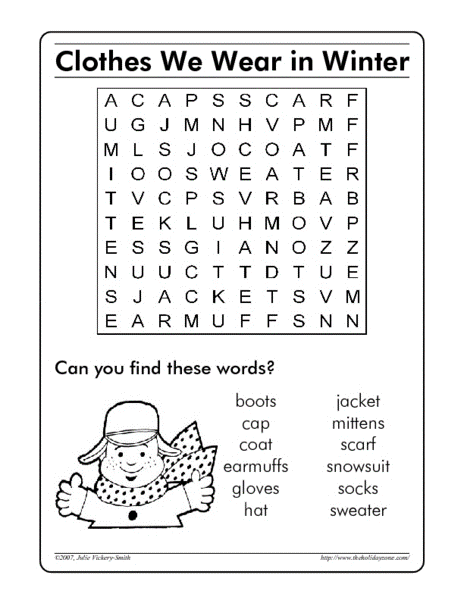 Clothes We Wear in Winter
A C A P S S C A R F
U G J M N H V P M F
M L S J O C O A T F
I O O S W E A T E R
T V C P S V R B A B
T E K L U H M O V P
E S S G I A N O Z Z
N U U C T T D T U E
S J A C K E T S V M
E A R M U F F S N N
Can you find these words?
boots jacket
cap mittens
coat scarf
earmuffs snowsuit
gloves socks
hat sweater
©2007, Julie Vickery-Smith http://www.theholidayzone.com/